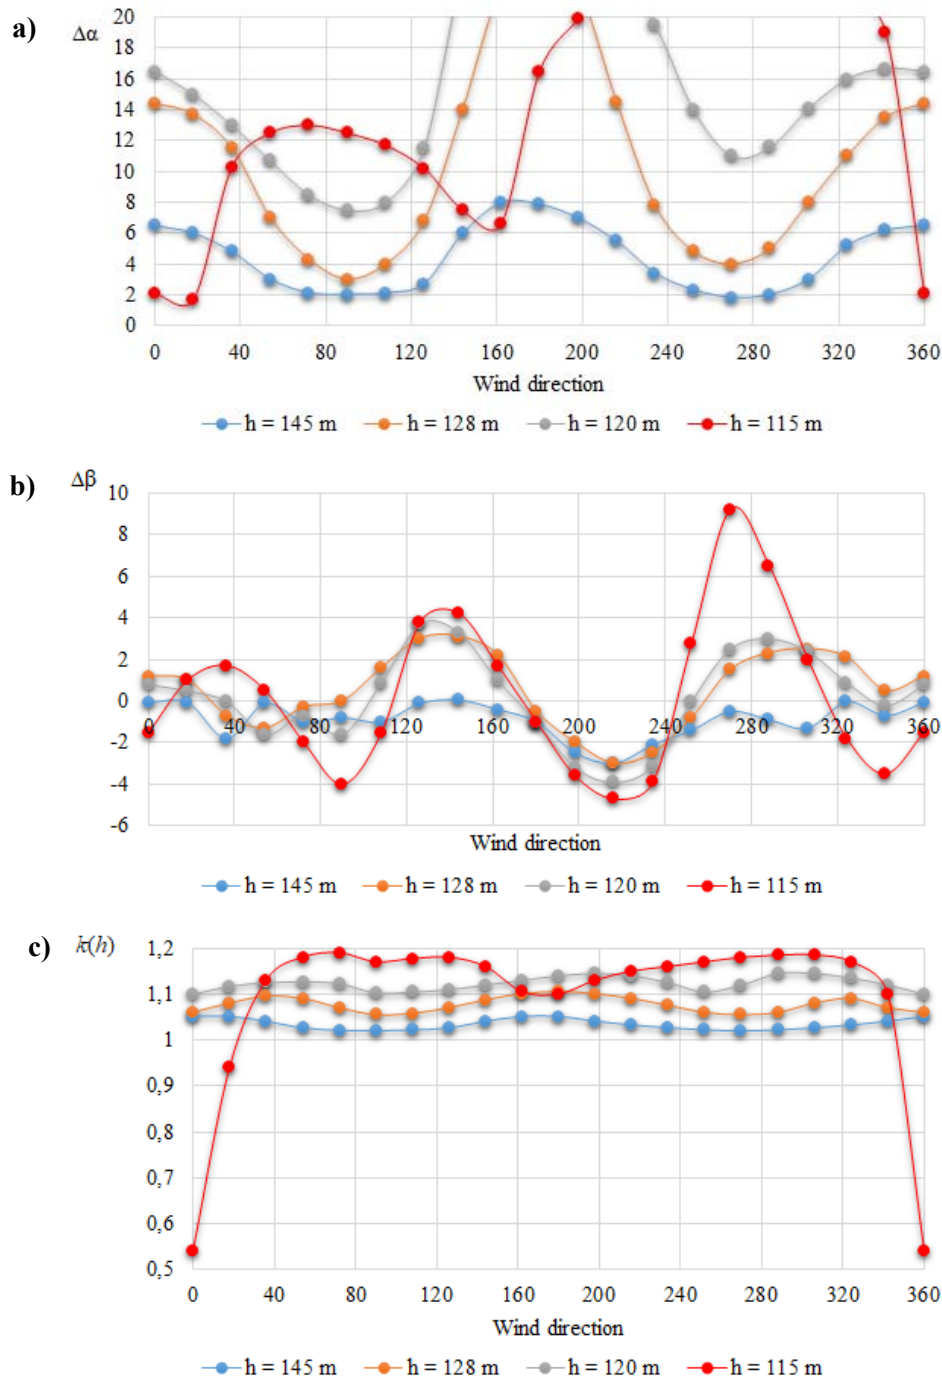 a)
Δα
20
18
16
14
12
10
8
6
4
2
0
0 40 80 120 160 200 240 280 320 360
Wind direction
h = 145 m h = 128 m h = 120 m h = 115 m
b)
Δβ
10
8
6
4
2
0
-2
-4
-6
0 40 80 120 160 200 240 280 320 360
Wind direction
h = 145 m h = 128 m h = 120 m h = 115 m
c)
k(h)
1,2
1,1
1
0,9
0,8
0,7
0,6
0,5
0 40 80 120 160 200 240 280 320 360
Wind direction
h = 145 m h = 128 m h = 120 m h = 115 m